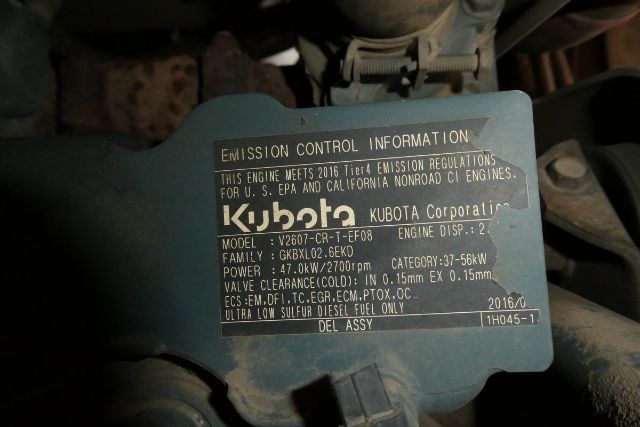 EMISSION CONTROL INFORMATION
THIS ENGINE MEETS 2016 Tier4 EMISSION REGULATIONS
FOR U.S. EPA AND CALIFORNIA NONROAD CI ENGINES.
Kubota KUBOTA Corporation
MODEL : V2607-CR-T-EF08 ENGINE DISP.: 2.
FAMILY : GKBXL02.6EKD
POWER : 47.0kW/2700rpm CATEGORY: 37-56kW
VALVE CLEARANCE(COLD): IN 0.15mm EX 0.15mm
ECS:EM,DFI,TC,EGR,ECM,PTOX,OC
ULTRA LOW SULFUR DIESEL FUEL ONLY 2016/0
DEL ASSY 1H045-1